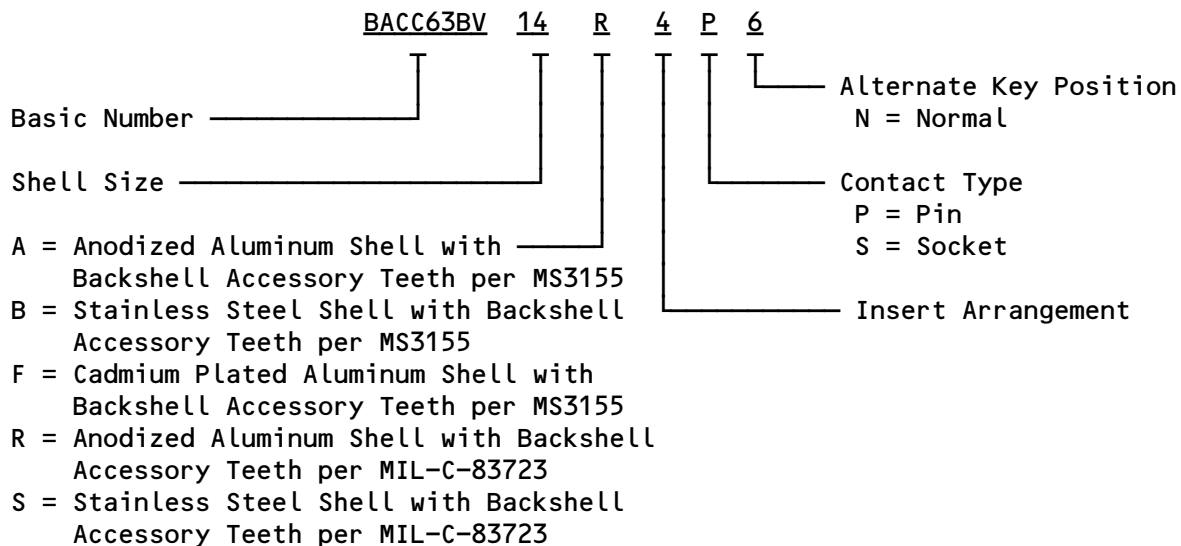 BACC63BV 14 R 4 P 6
Alternate Key Position
Basic Number N = Normal
Shell Size Contact Type
P = Pin
A = Anodized Aluminum Shell with S = Socket
Backshell Accessory Teeth per MS3155
B = Stainless Steel Shell with Backshell Insert Arrangement
Accessory Teeth per MS3155
F = Cadmium Plated Aluminum Shell with
Backshell Accessory Teeth per MS3155
R = Anodized Aluminum Shell with Backshell
Accessory Teeth per MIL-C-83723
S = Stainless Steel Shell with Backshell
Accessory Teeth per MIL-C-83723